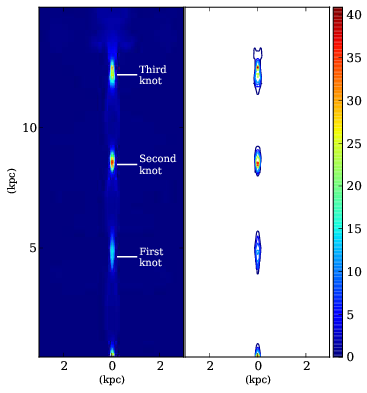 Third
knot
Second
knot
First
knot
10
5
(kpc)
2 0 2
(kpc)
2 0 2
(kpc)
40
35
30
25
20
15
10
5
0